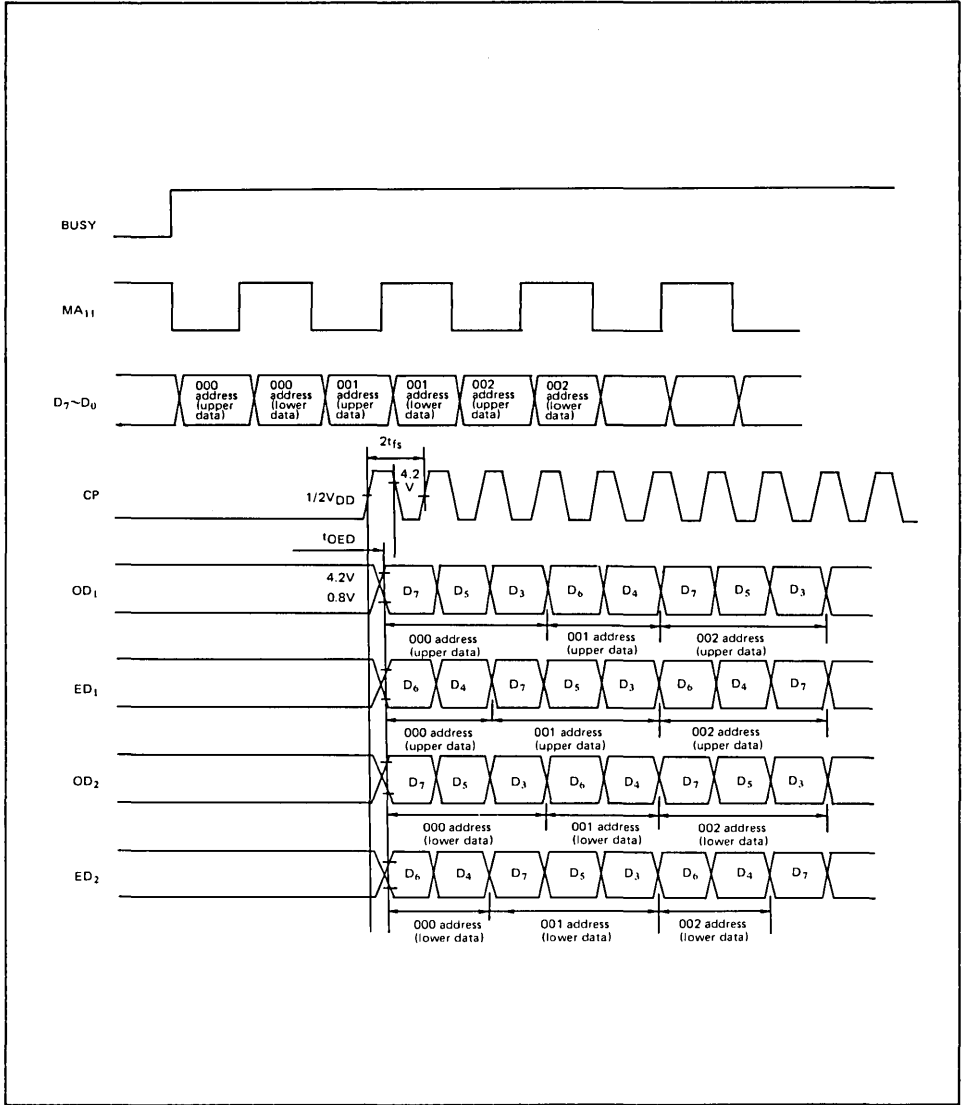 BUSY
MA11
D7~D0
000 address (upper data)
000 address (lower data)
001 address (upper data)
001 address (lower data)
002 address (upper data)
002 address (lower data)
2tfs
4.2 V
CP
1/2VDD
tOED
4.2V
0.8V
OD1
D7 D5 D3 D6 D4 D7 D5 D3
000 address (upper data)
001 address (upper data)
002 address (upper data)
ED1
D6 D4 D7 D5 D3 D6 D4 D7
000 address (upper data)
001 address (upper data)
002 address (upper data)
OD2
D7 D5 D3 D6 D4 D7 D5 D3
000 address (lower data)
001 address (lower data)
002 address (lower data)
ED2
D6 D4 D7 D5 D3 D6 D4 D7
000 address (lower data)
001 address (lower data)
002 address (lower data)